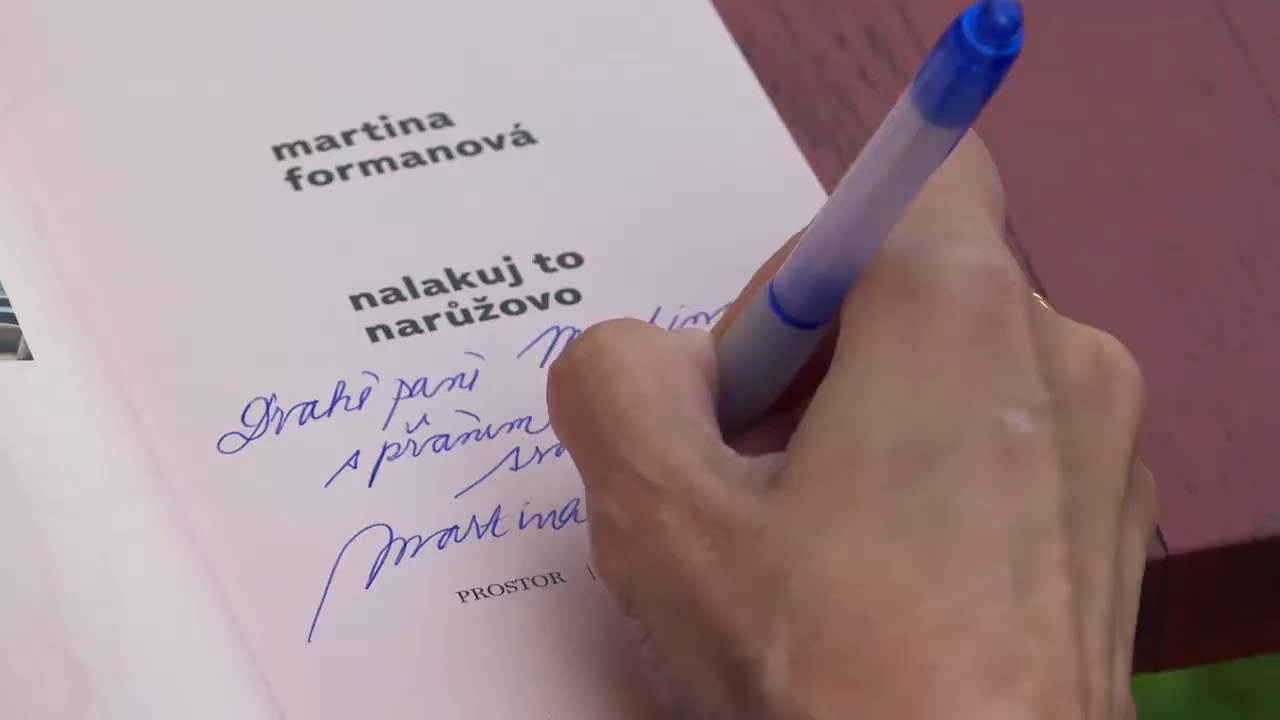 martina
formanová
nalakuj to
narůžovo
Drahé paní
s přáním
Martina
PROSTOR |